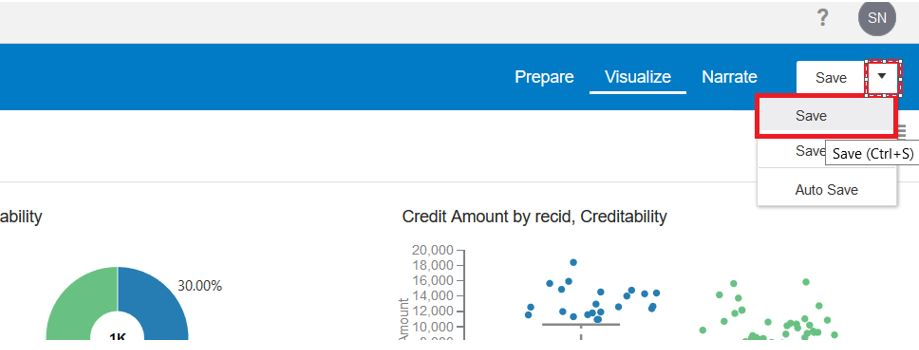 ?
SN
Prepare
Visualize
Narrate
Save
Save
Save
Save (Ctrl+S)
Auto Save
ability
Credit Amount by recid, Creditability
30.00%
1K
20,000
18,000
16,000
14,000
12,000
10,000
Amount